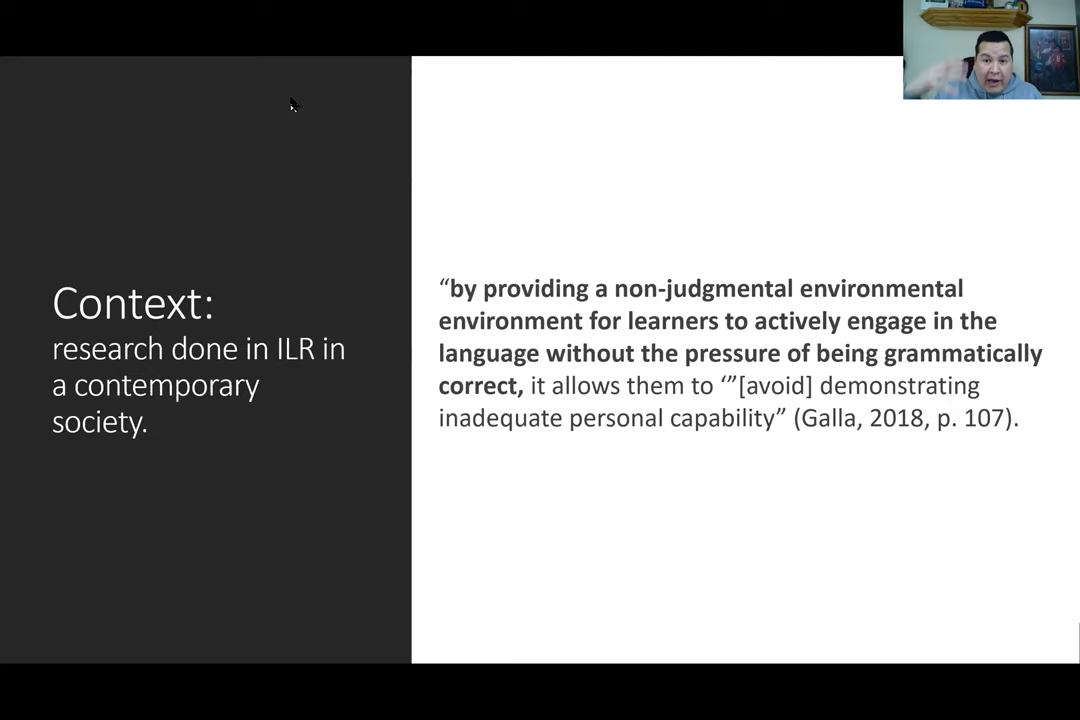 Context:
research done in ILR in
a contemporary
society.
“by providing a non-judgmental environmental
environment for learners to actively engage in the
language without the pressure of being grammatically
correct, it allows them to ‘”[avoid] demonstrating
inadequate personal capability” (Galla, 2018, p. 107).